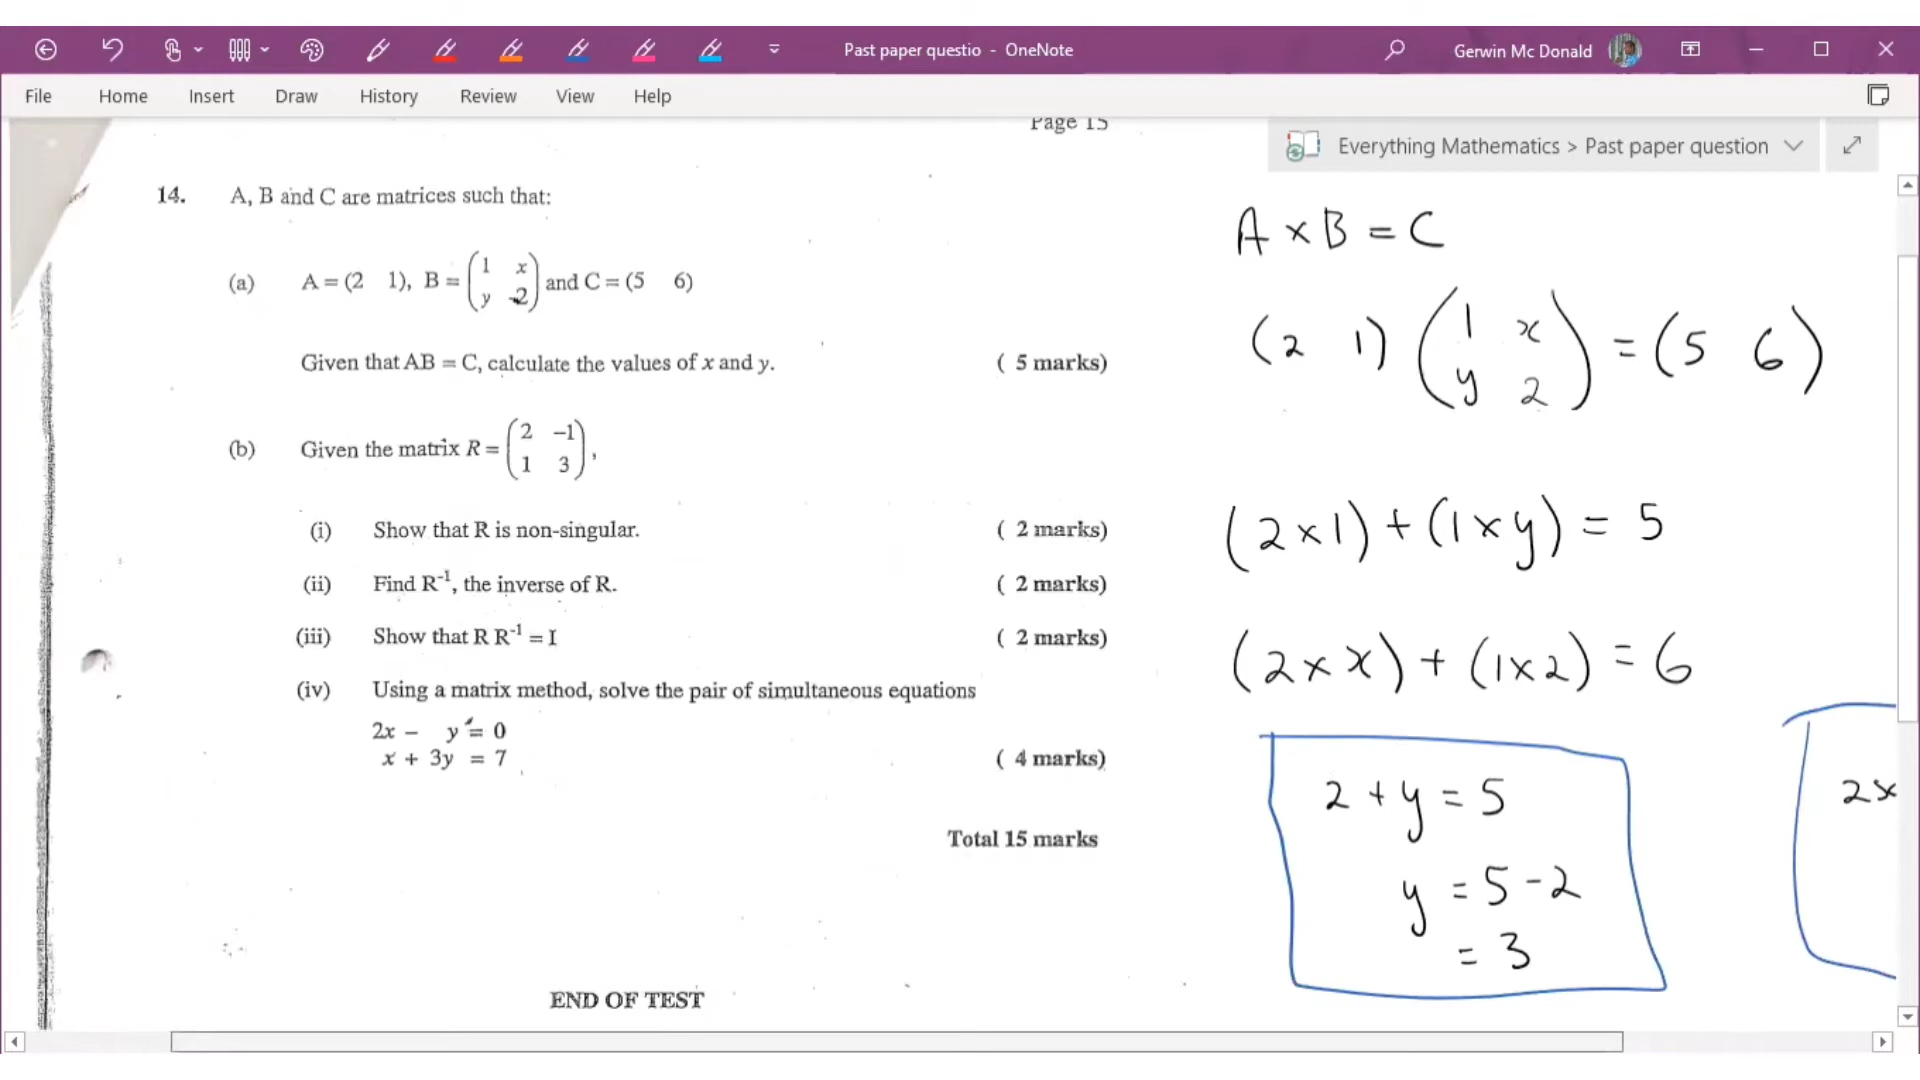 Past paper questio - OneNote
Gerwin Mc Donald
File Home Insert Draw History Review View Help
Page 15
Everything Mathematics > Past paper question
14. A, B and C are matrices such that:
(a) A = (2 1), B = (1 x
y 2) and C = (5 6)
Given that AB = C, calculate the values of x and y. ( 5 marks)
(b) Given the matrix R = (2 −1
1 3),
(i) Show that R is non-singular. ( 2 marks)
(ii) Find R⁻¹, the inverse of R. ( 2 marks)
(iii) Show that R R⁻¹ = I ( 2 marks)
(iv) Using a matrix method, solve the pair of simultaneous equations
2x − y = 0
x + 3y = 7 ( 4 marks)
Total 15 marks
END OF TEST
A × B = C
(2 1) (1 x
y 2) = (5 6)
(2 × 1) + (1 × y) = 5
(2 × x) + (1 × 2) = 6
2 + y = 5
y = 5 − 2
= 3
2x